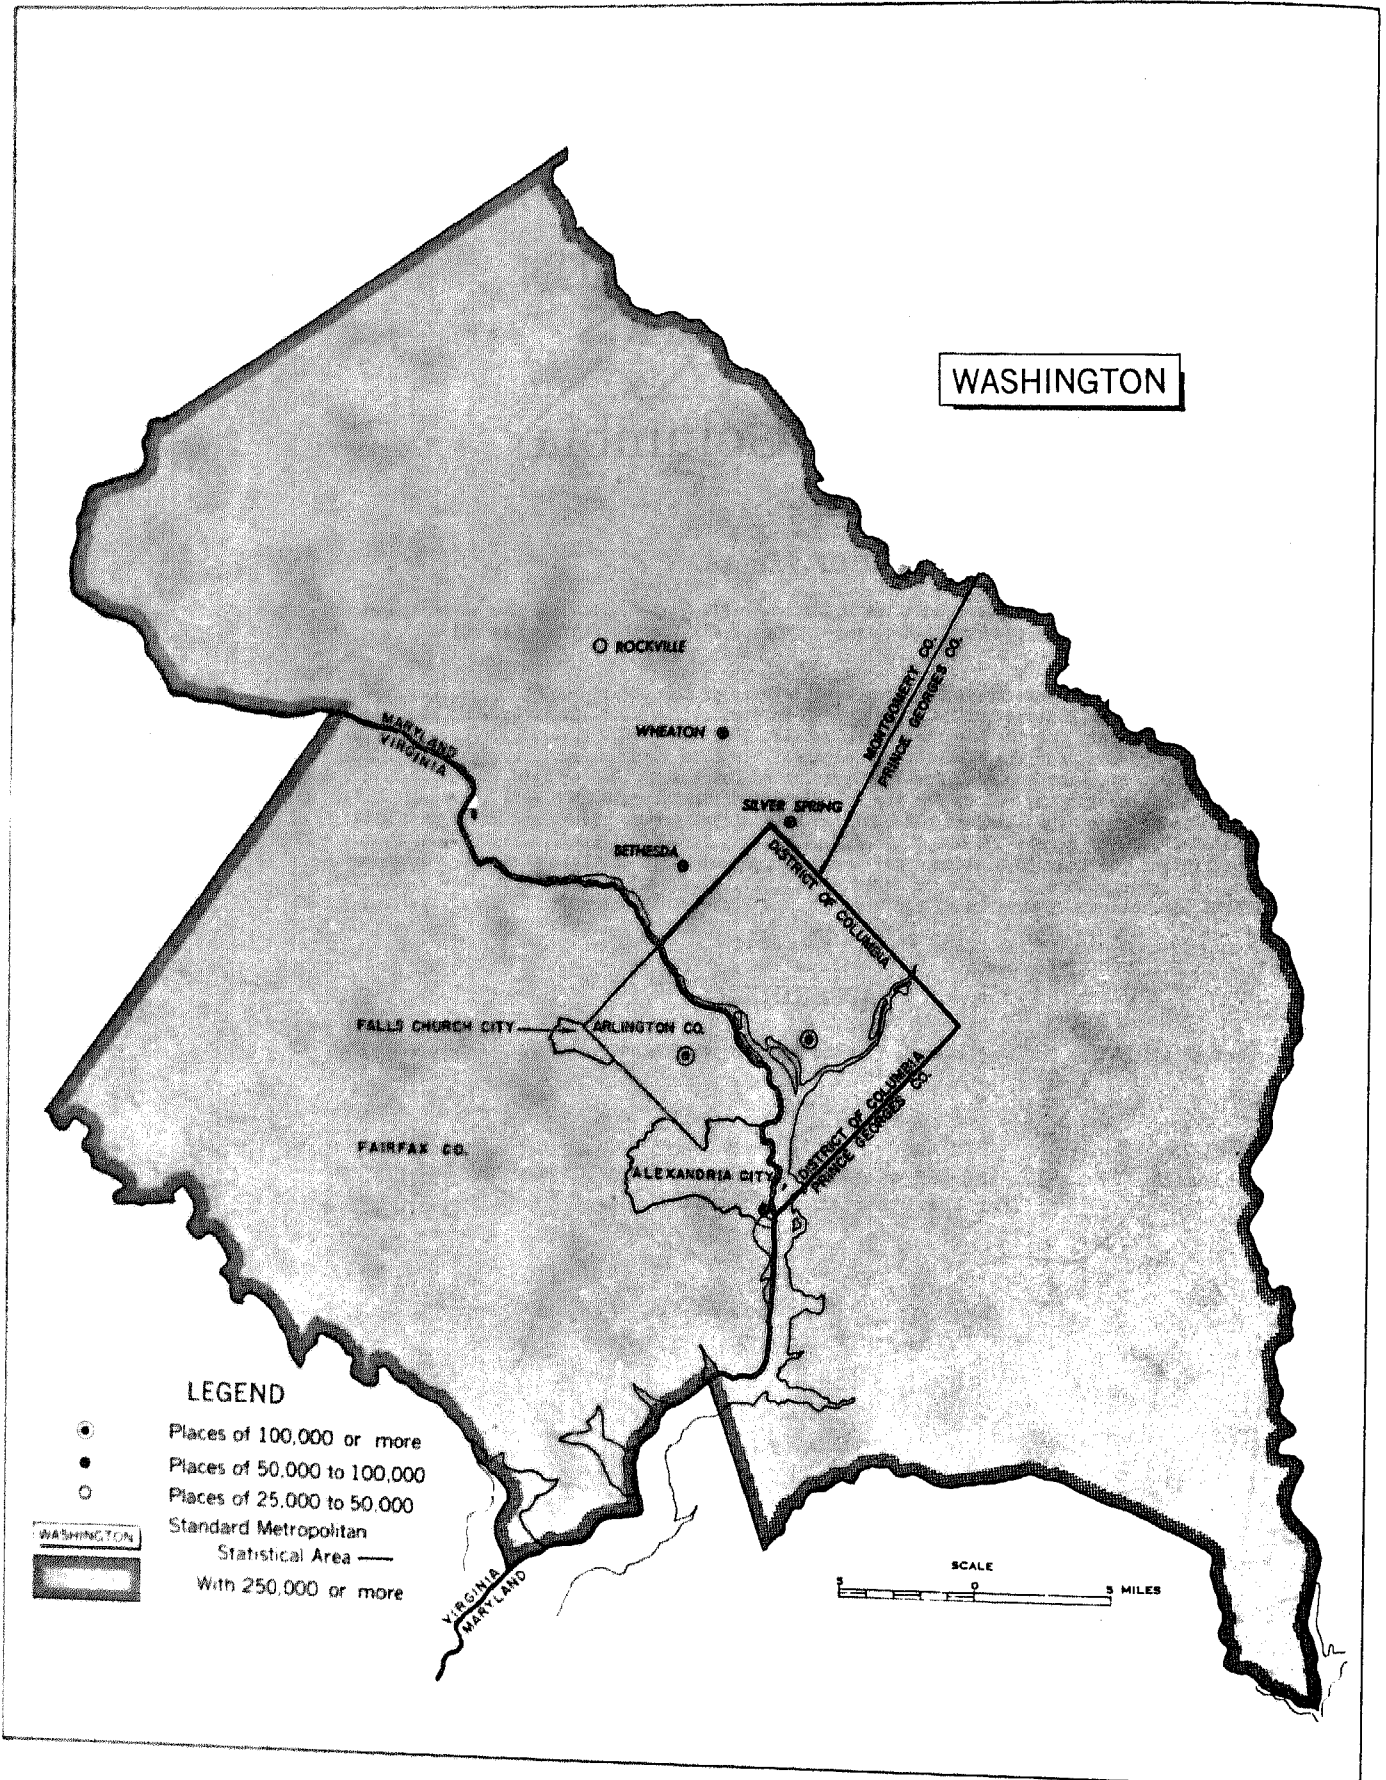 WASHINGTON
ROCKVILLE
WHEATON
MONTGOMERY CO.
PRINCE GEORGES CO.
MARYLAND
VIRGINIA
SILVER SPRING
BETHESDA
DISTRICT OF COLUMBIA
FALLS CHURCH CITY
ARLINGTON CO.
DISTRICT OF COLUMBIA
PRINCE GEORGES CO.
FAIRFAX CO.
ALEXANDRIA CITY
LEGEND
Places of 100,000 or more
Places of 50,000 to 100,000
Places of 25,000 to 50,000
WASHINGTON
Standard Metropolitan
Statistical Area
With 250,000 or more
SCALE
5 0 5 MILES
VIRGINIA
MARYLAND